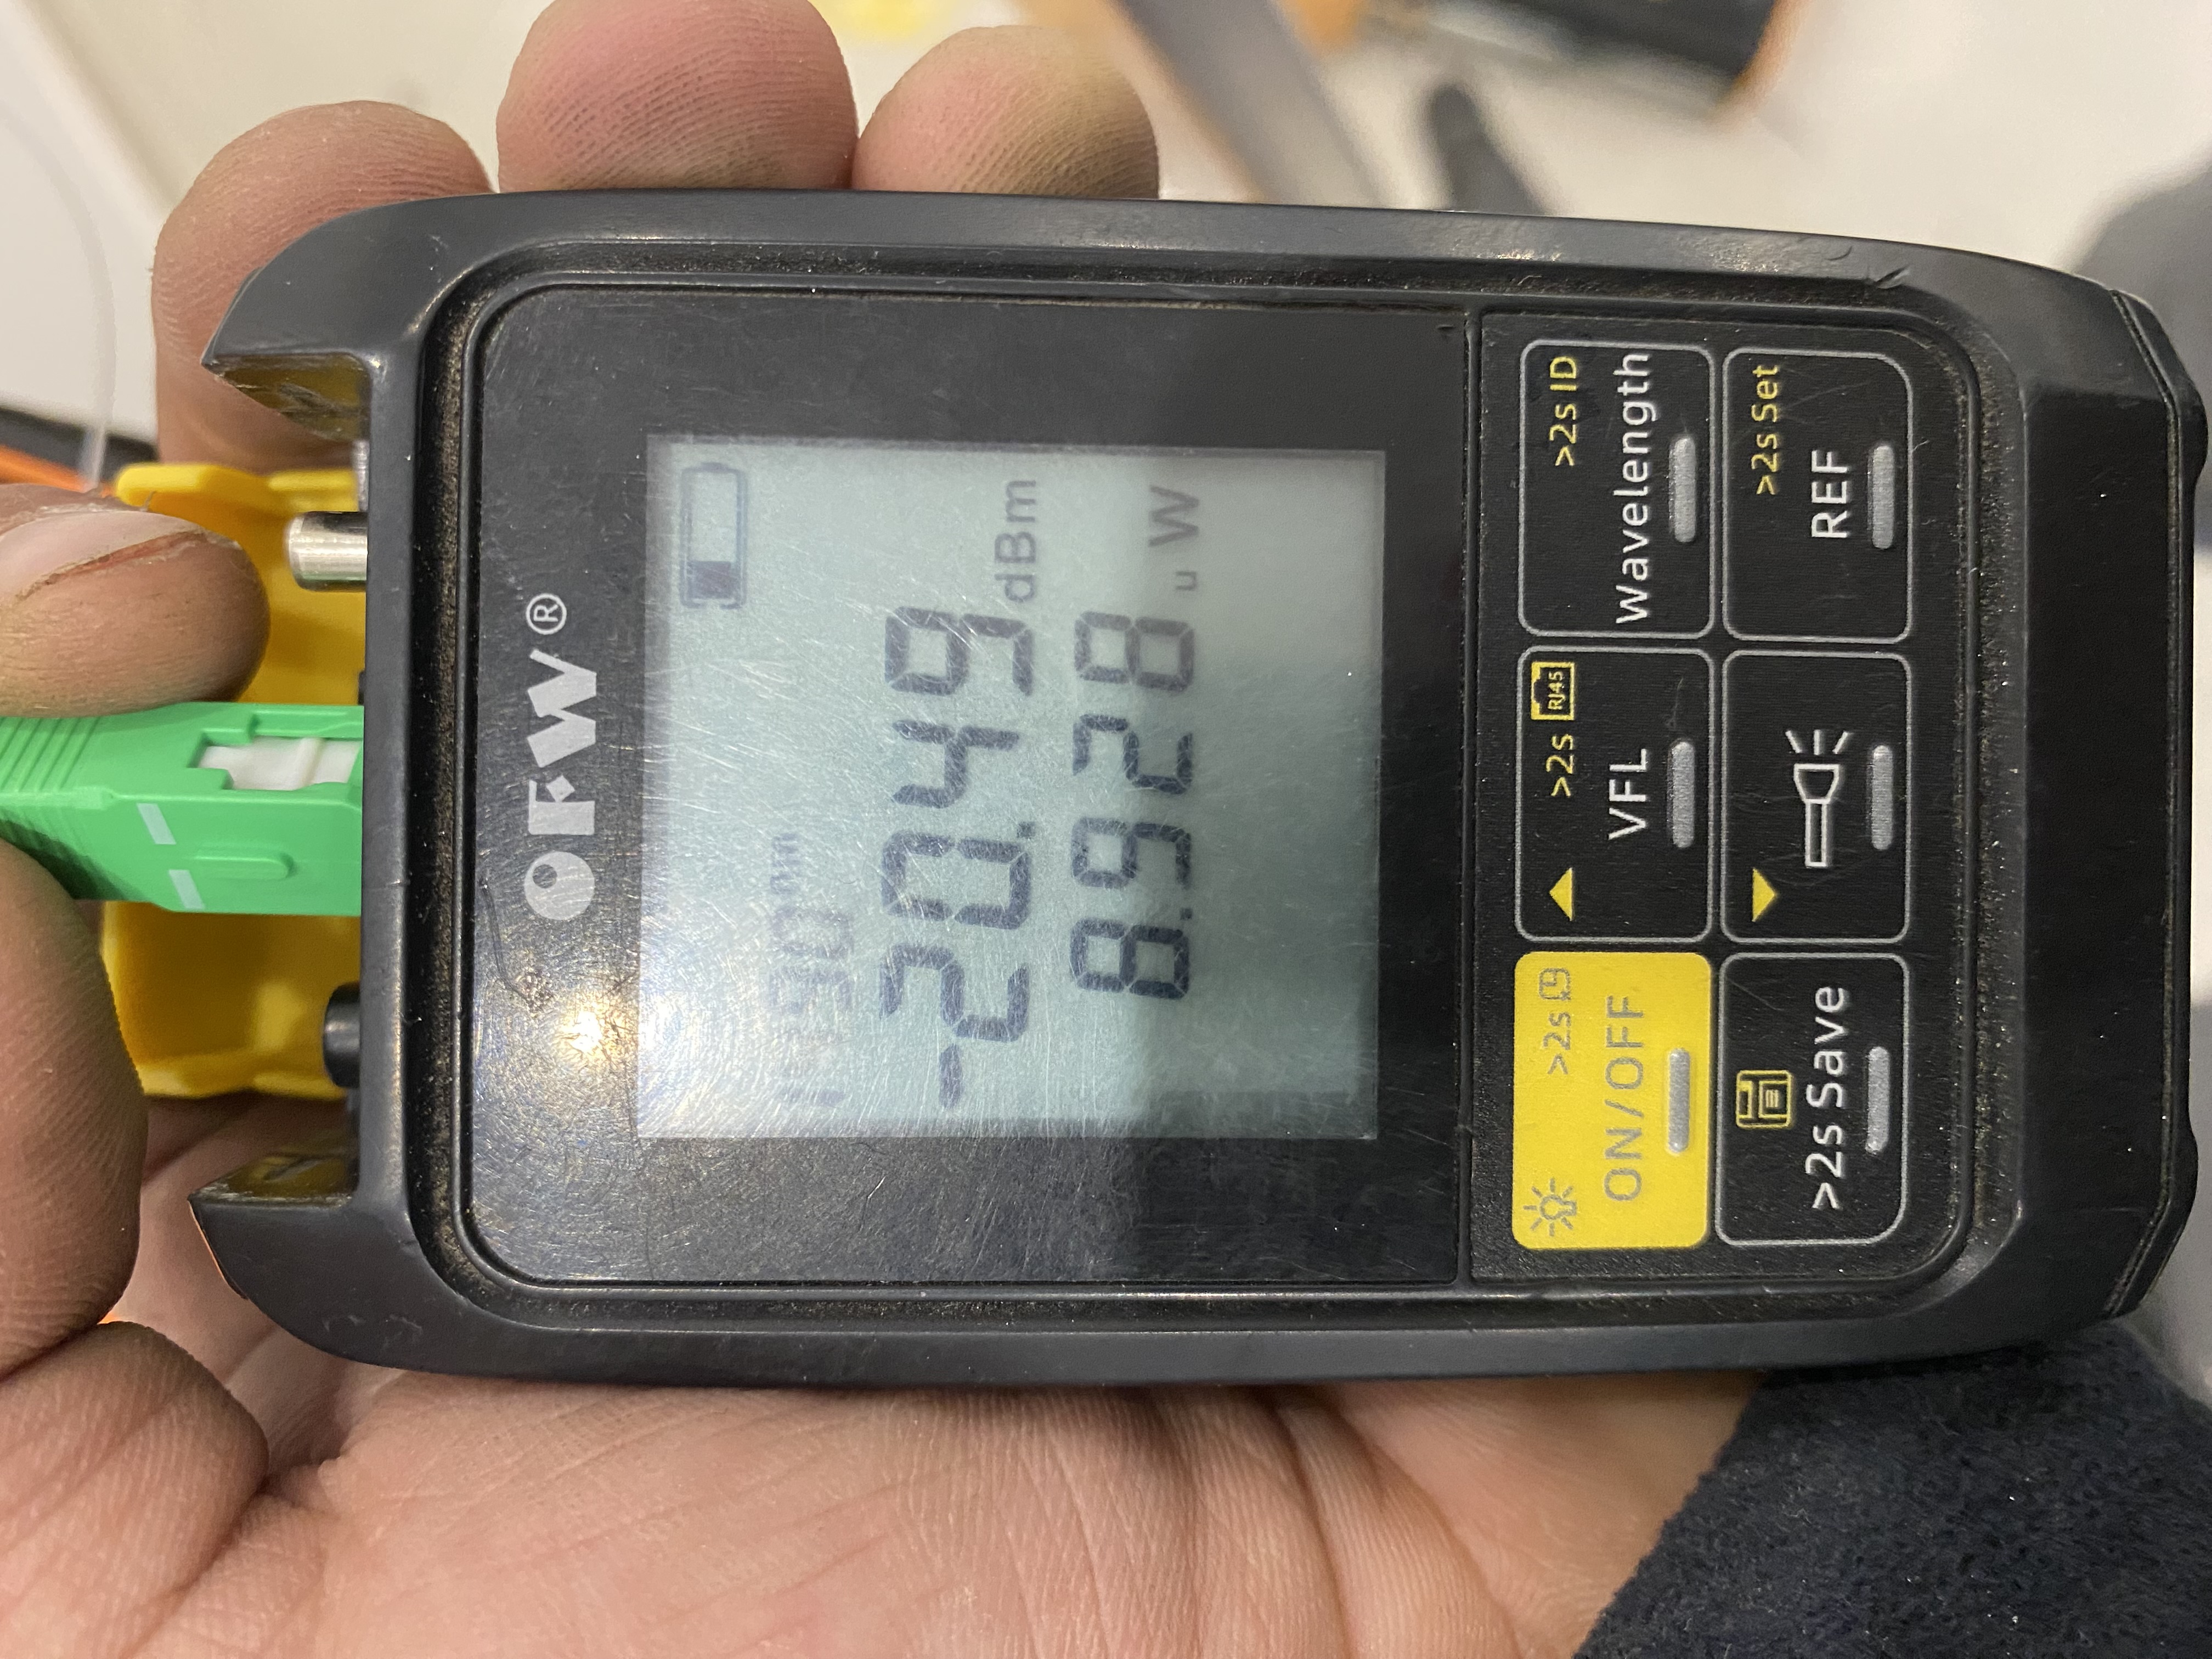 OFW®
1490nm
-20.49 dBm
8.928 uW
>2s
ON/OFF
>2s RJ45
VFL
>2s ID
Wavelength
>2s Save
>2s Set
REF